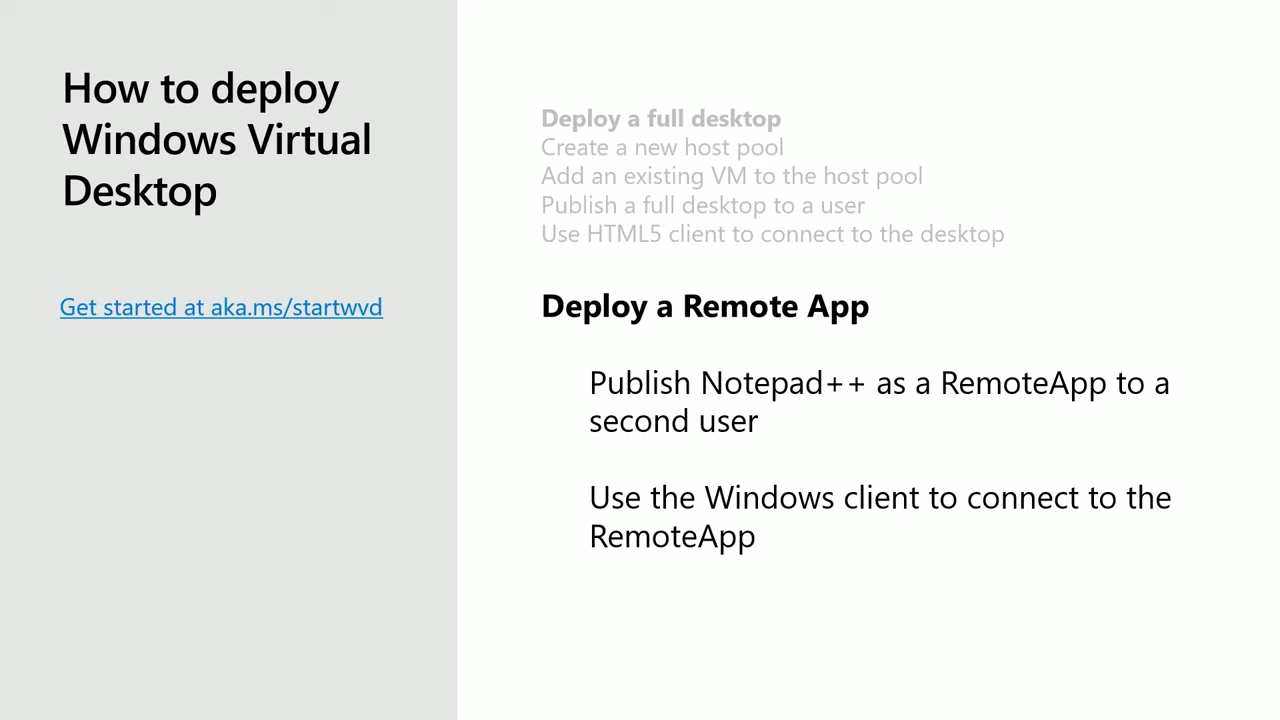 How to deploy
Windows Virtual
Desktop
Get started at aka.ms/startwvd
Deploy a full desktop
Create a new host pool
Add an existing VM to the host pool
Publish a full desktop to a user
Use HTML5 client to connect to the desktop
Deploy a Remote App
Publish Notepad++ as a RemoteApp to a
second user
Use the Windows client to connect to the
RemoteApp